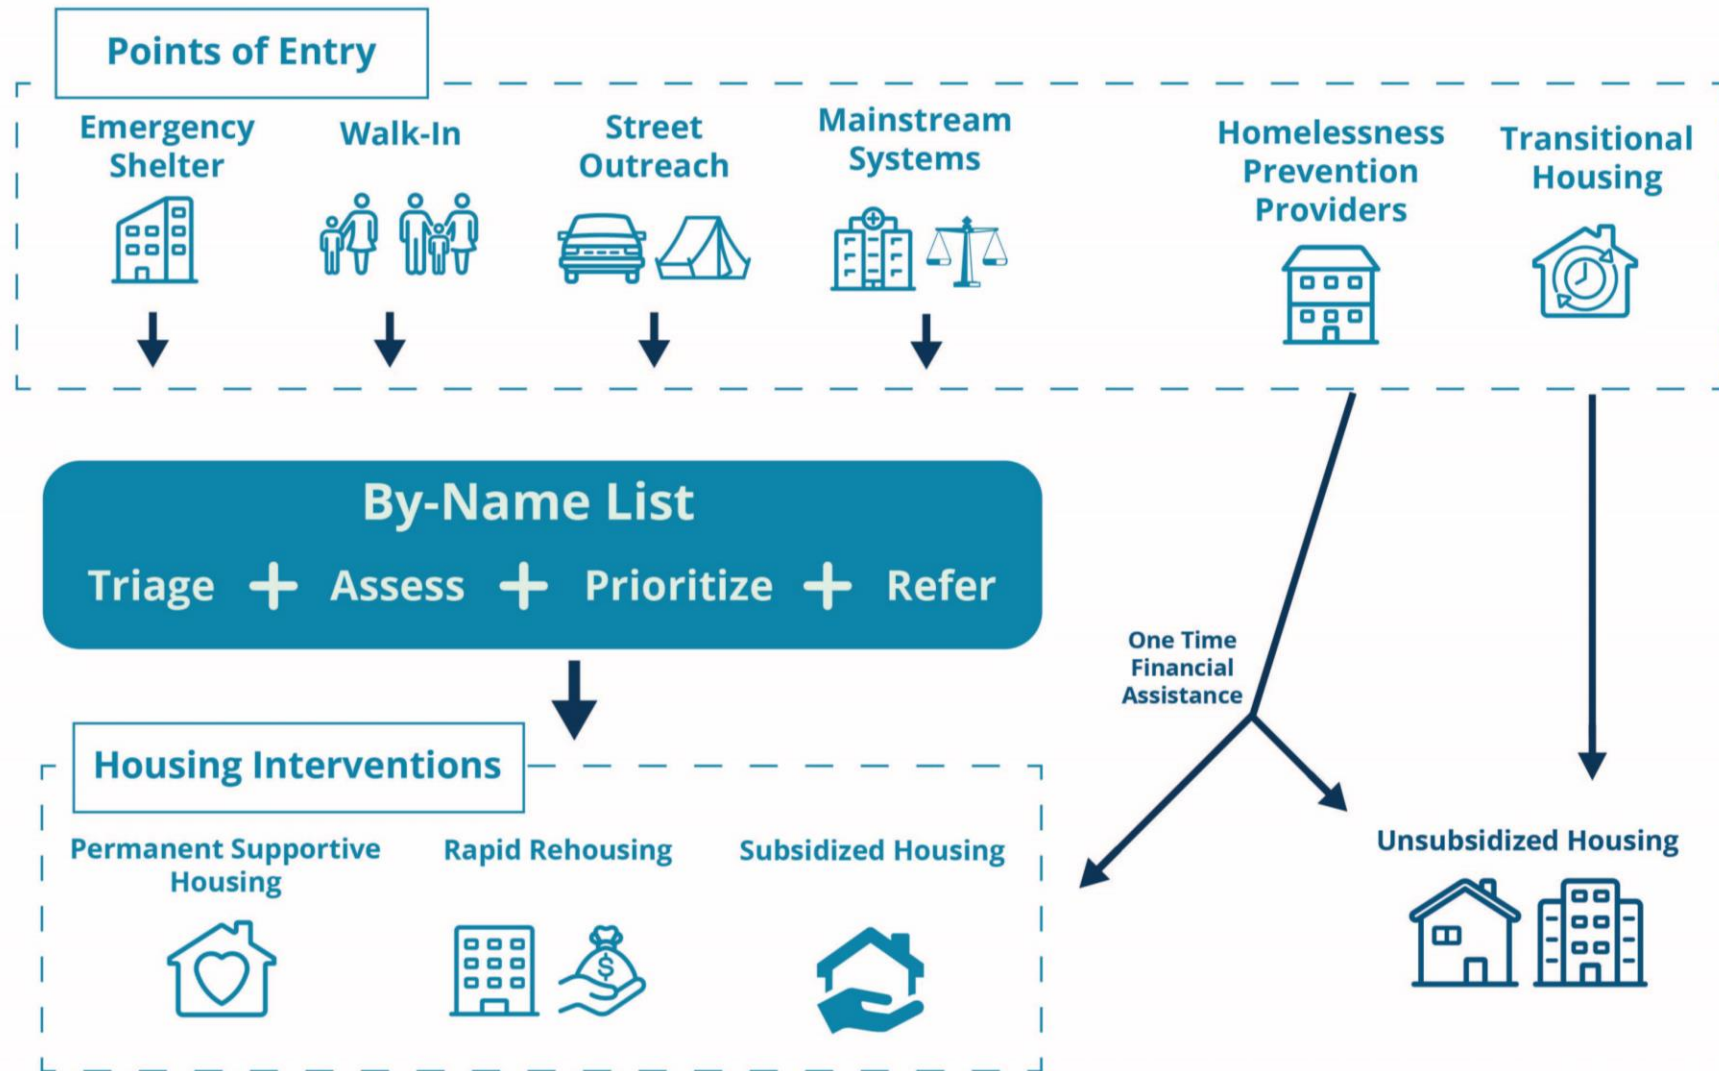 Points of Entry
Emergency
Shelter
Walk-In
Street
Outreach
Mainstream
Systems
Homelessness
Prevention
Providers
Transitional
Housing
By-Name List
Triage + Assess + Prioritize + Refer
One Time
Financial
Assistance
Housing Interventions
Permanent Supportive
Housing
Rapid Rehousing
$
Subsidized Housing
Unsubsidized Housing